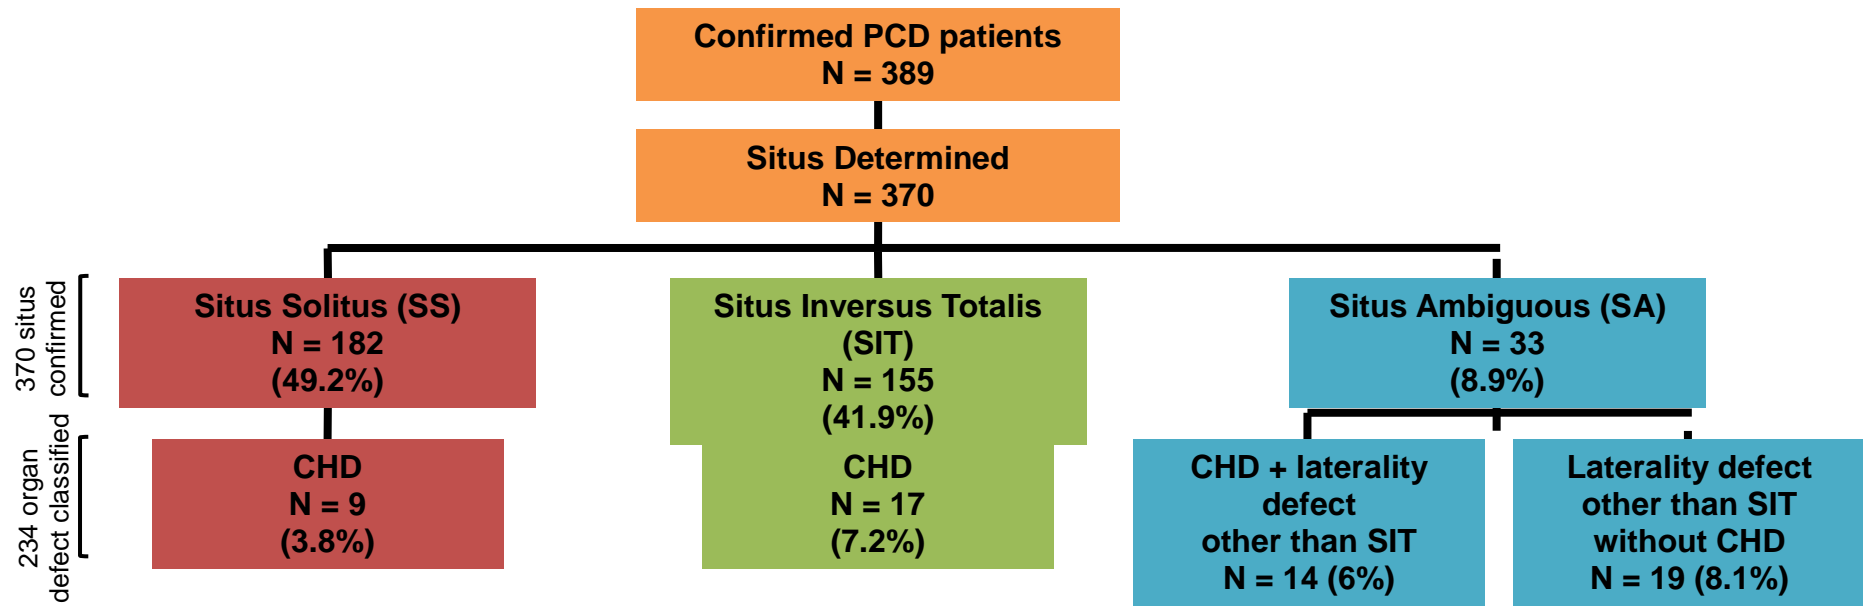 Confirmed PCD patients
N = 389
Situs Determined
N = 370
370 situs
confirmed
Situs Solitus (SS)
N = 182
(49.2%)
Situs Inversus Totalis
(SIT)
N = 155
(41.9%)
Situs Ambiguous (SA)
N = 33
(8.9%)
234 organ
defect classified
CHD
N = 9
(3.8%)
CHD
N = 17
(7.2%)
CHD + laterality
defect
other than SIT
N = 14 (6%)
Laterality defect
other than SIT
without CHD
N = 19 (8.1%)